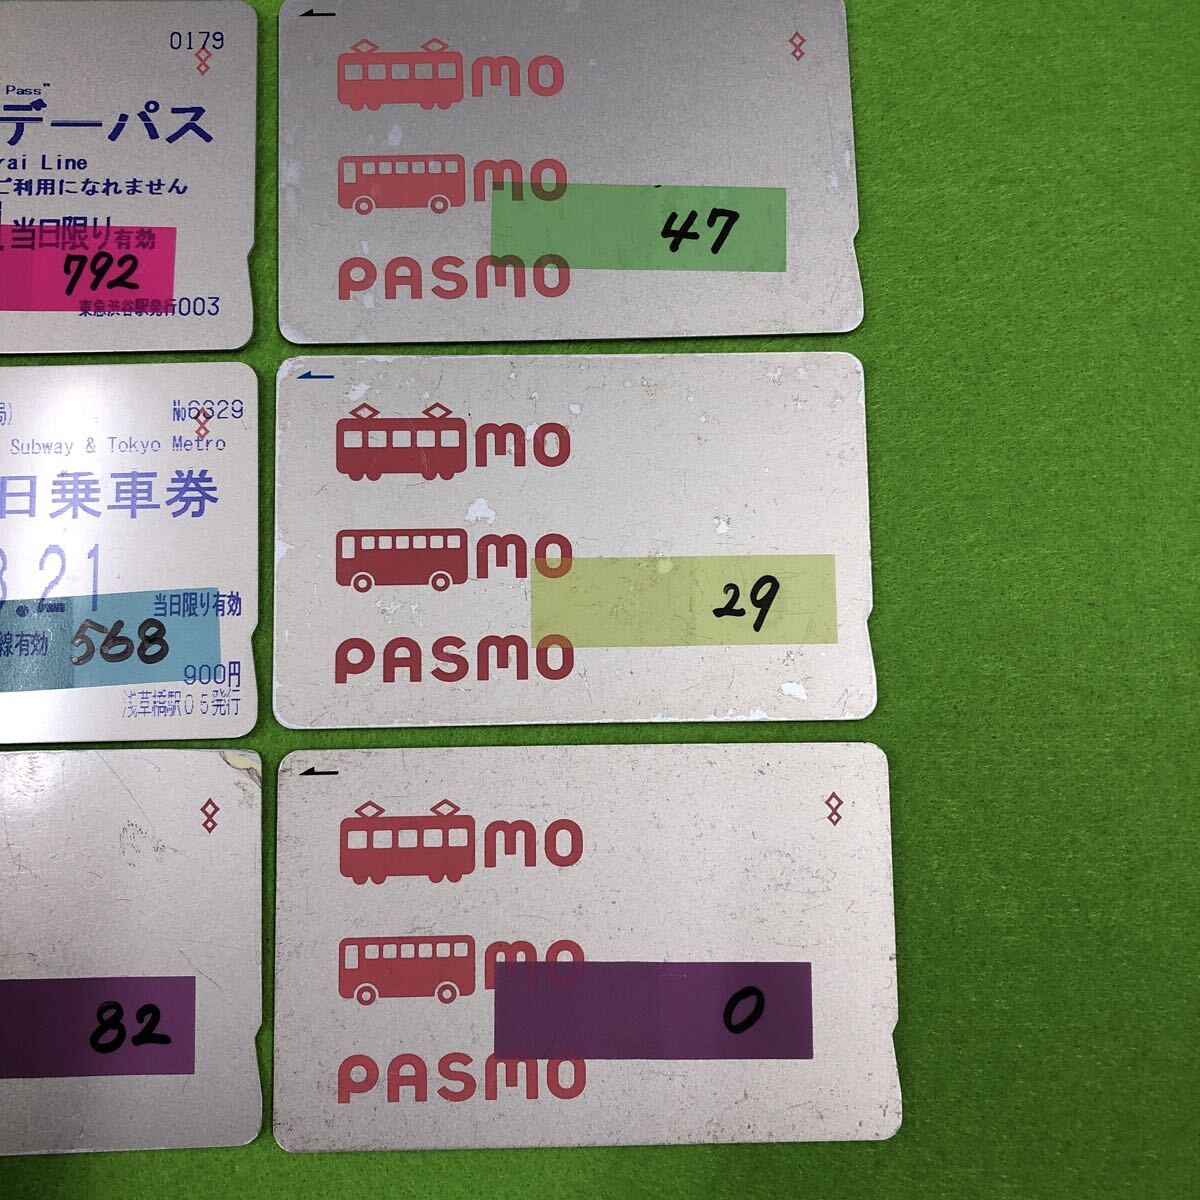 0179
Pass"
デーパス
rai Line
ご利用になれません
当日限り有効
792
東急渋谷駅発行003
mo
mo
47
PASMO
局)
№6329
Subway & Tokyo Metro
日乗車券
3.21
当日限り有効
線有効
568
900円
浅草橋駅05発行
mo
mo
29
PASMO
82
mo
mo
0
PASMO